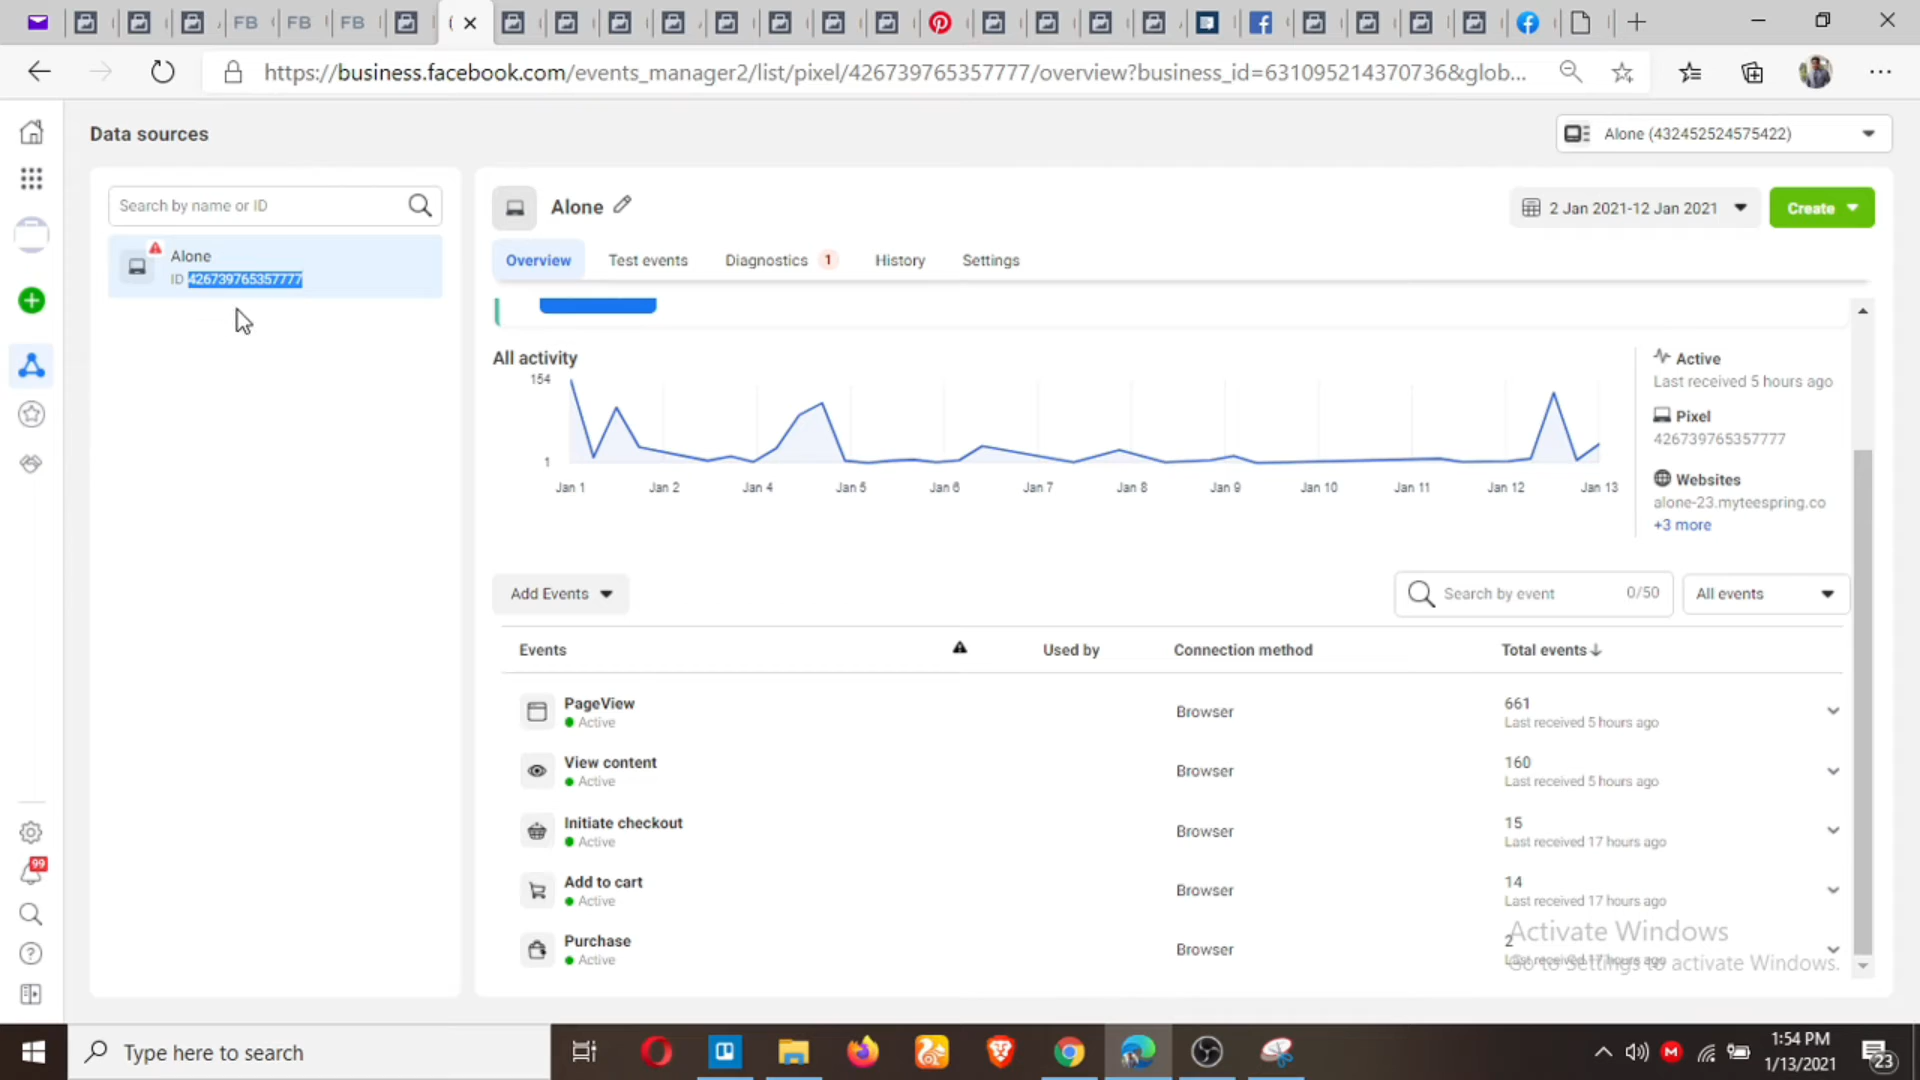 FB
FB
FB
https://business.facebook.com/events_manager2/list/pixel/426739765357777/overview?business_id=631095214370736&glob...
Data sources
Alone (432452524575422)
Search by name or ID
Alone
ID 426739765357777
Alone
2 Jan 2021-12 Jan 2021
Create
Overview
Test events
Diagnostics 1
History
Settings
All activity
154
1
Jan 1
Jan 2
Jan 4
Jan 5
Jan 6
Jan 7
Jan 8
Jan 9
Jan 10
Jan 11
Jan 12
Jan 13
Active
Last received 5 hours ago
Pixel
426739765357777
Websites
alone-23.myteespring.co
+3 more
Add Events
Search by event 0/50
All events
Events
Used by
Connection method
Total events
PageView
Active
Browser
661
Last received 5 hours ago
View content
Active
Browser
160
Last received 5 hours ago
Initiate checkout
Active
Browser
15
Last received 17 hours ago
Add to cart
Active
Browser
14
Last received 17 hours ago
Purchase
Active
Browser
2
Last received 17 hours ago
Activate Windows
Go to Settings to activate Windows.
99
Type here to search
1:54 PM
1/13/2021
23